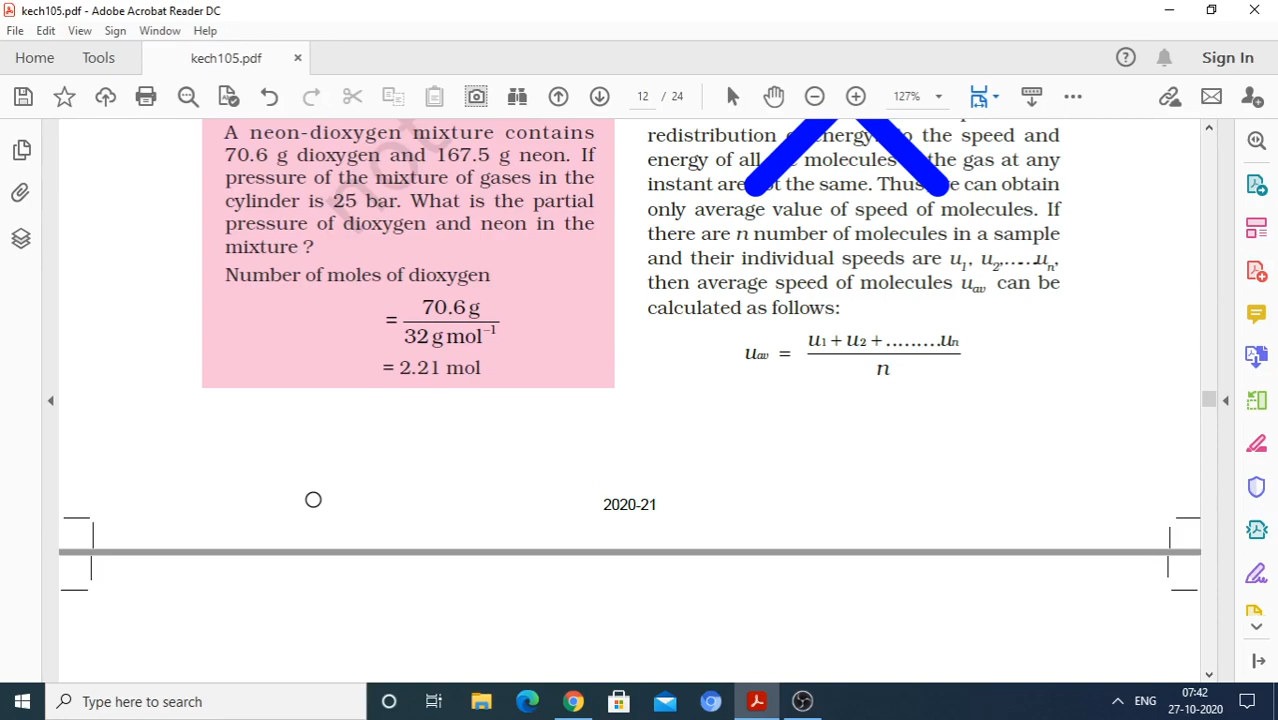 kech105.pdf - Adobe Acrobat Reader DC
File Edit View Sign Window Help
Home Tools kech105.pdf × Sign In
12 / 24 127%
A neon-dioxygen mixture contains
70.6 g dioxygen and 167.5 g neon. If
pressure of the mixture of gases in the
cylinder is 25 bar. What is the partial
pressure of dioxygen and neon in the
mixture ?
Number of moles of dioxygen
= 70.6 g
32 g mol⁻¹
= 2.21 mol
not
redistribution energy. the speed and
energy of all molecules the gas at any
instant are the same. Thus can obtain
only average value of speed of molecules. If
there are n number of molecules in a sample
and their individual speeds are u₁, u₂,…..uₙ,
then average speed of molecules uav can be
calculated as follows:
uav = u₁ + u₂ + .........uₙ
n
2020-21
Type here to search
ENG
07:42
27-10-2020